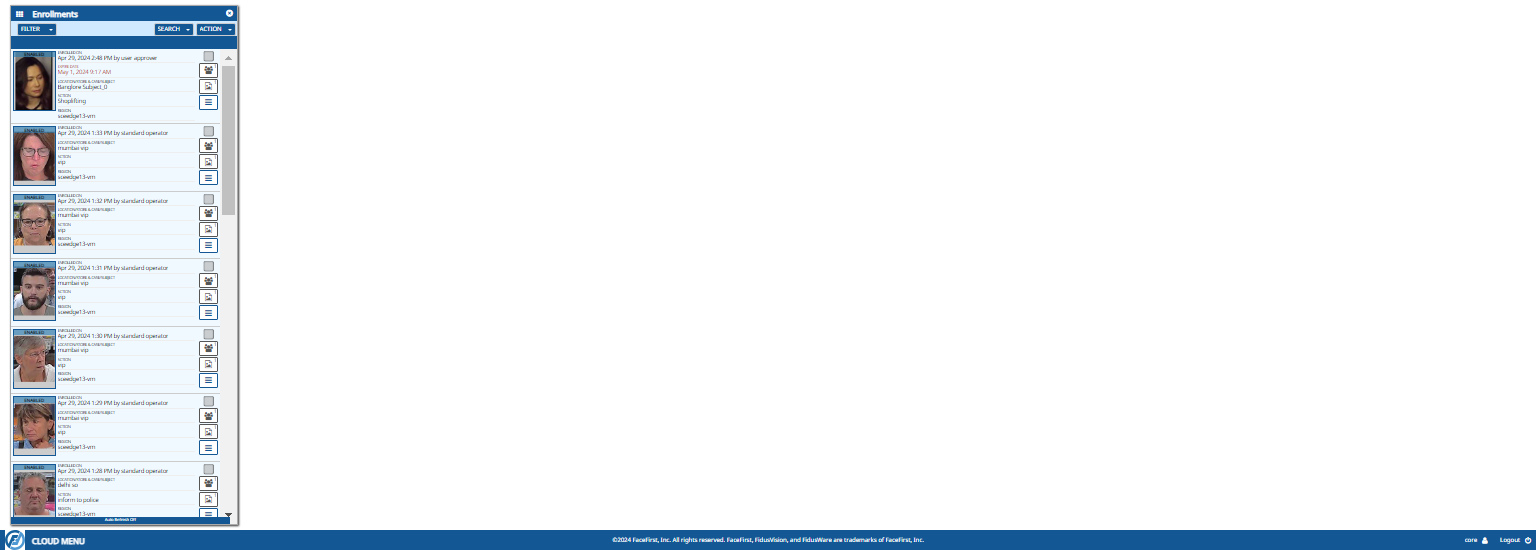 Enrollments
FILTER SEARCH ACTION
ENABLED
ENROLLED ON
Apr 29, 2024 2:48 PM by user approver
EXPIRE DATE
May 1, 2024 9:17 AM
LOCATION/STORE & CASE/SUBJECT
Banglore Subject_0
ACTION
Shoplifting
REGION
sceedge13-vm
ENABLED
ENROLLED ON
Apr 29, 2024 1:33 PM by standard operator
LOCATION/STORE & CASE/SUBJECT
mumbai vip
ACTION
vip
REGION
sceedge13-vm
ENABLED
ENROLLED ON
Apr 29, 2024 1:32 PM by standard operator
LOCATION/STORE & CASE/SUBJECT
mumbai vip
ACTION
vip
REGION
sceedge13-vm
ENABLED
ENROLLED ON
Apr 29, 2024 1:31 PM by standard operator
LOCATION/STORE & CASE/SUBJECT
mumbai vip
ACTION
vip
REGION
sceedge13-vm
ENABLED
ENROLLED ON
Apr 29, 2024 1:30 PM by standard operator
LOCATION/STORE & CASE/SUBJECT
mumbai vip
ACTION
vip
REGION
sceedge13-vm
ENABLED
ENROLLED ON
Apr 29, 2024 1:29 PM by standard operator
LOCATION/STORE & CASE/SUBJECT
mumbai vip
ACTION
vip
REGION
sceedge13-vm
ENABLED
ENROLLED ON
Apr 29, 2024 1:28 PM by standard operator
LOCATION/STORE & CASE/SUBJECT
delhi so
ACTION
inform to police
REGION
sceedge13-vm
Auto Refresh Off
CLOUD MENU
©2024 FaceFirst, Inc. All rights reserved. FaceFirst, FidusVision, and FidusWare are trademarks of FaceFirst, Inc.
core Logout